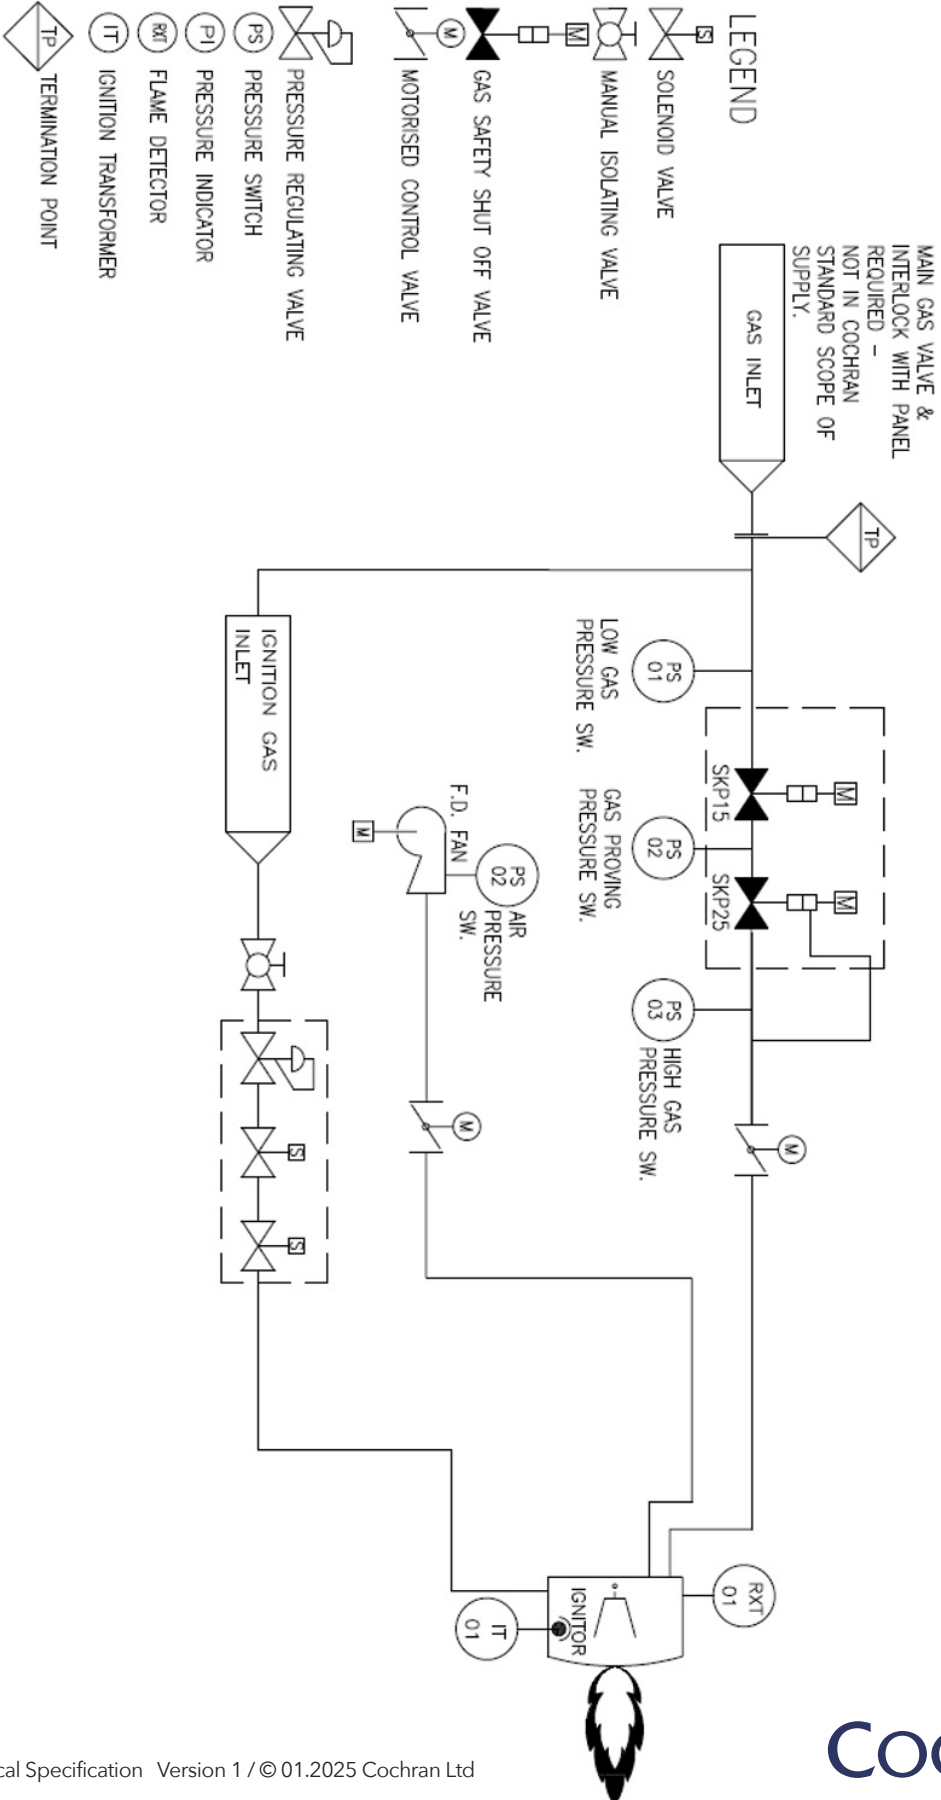 LEGEND
S
SOLENOID VALVE
MANUAL ISOLATING VALVE
M
GAS SAFETY SHUT OFF VALVE
M
MOTORISED CONTROL VALVE
PRESSURE REGULATING VALVE
PS
PRESSURE SWITCH
PI
PRESSURE INDICATOR
RXT
FLAME DETECTOR
IT
IGNITION TRANSFORMER
TP
TERMINATION POINT
MAIN GAS VALVE &
INTERLOCK WITH PANEL
REQUIRED –
NOT IN COCHRAN
STANDARD SCOPE OF
SUPPLY.
GAS INLET
TP
PS
01
LOW GAS
PRESSURE SW.
M
SKP15
PS
02
GAS PROVING
PRESSURE SW.
M
SKP25
PS
03
HIGH GAS
PRESSURE SW.
M
M
F.D. FAN
PS
02
AIR
PRESSURE
SW.
M
IGNITION GAS
INLET
S
S
RXT
01
IGNITOR
IT
01
cal Specification Version 1 / © 01.2025 Cochran Ltd